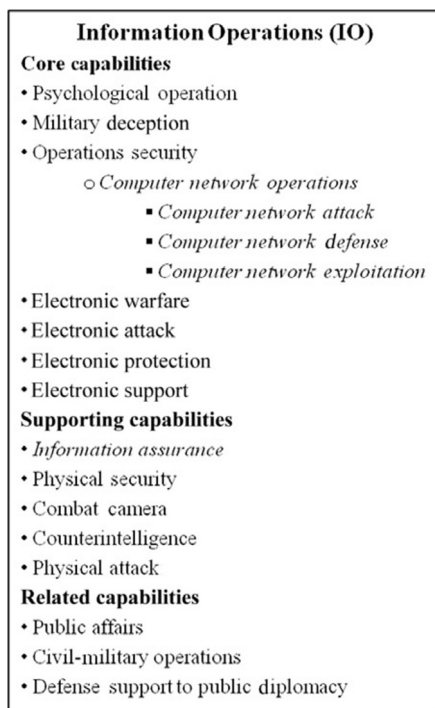 Information Operations (IO)
Core capabilities
• Psychological operation
• Military deception
• Operations security
o Computer network operations
▪ Computer network attack
▪ Computer network defense
▪ Computer network exploitation
• Electronic warfare
• Electronic attack
• Electronic protection
• Electronic support
Supporting capabilities
• Information assurance
• Physical security
• Combat camera
• Counterintelligence
• Physical attack
Related capabilities
• Public affairs
• Civil-military operations
• Defense support to public diplomacy